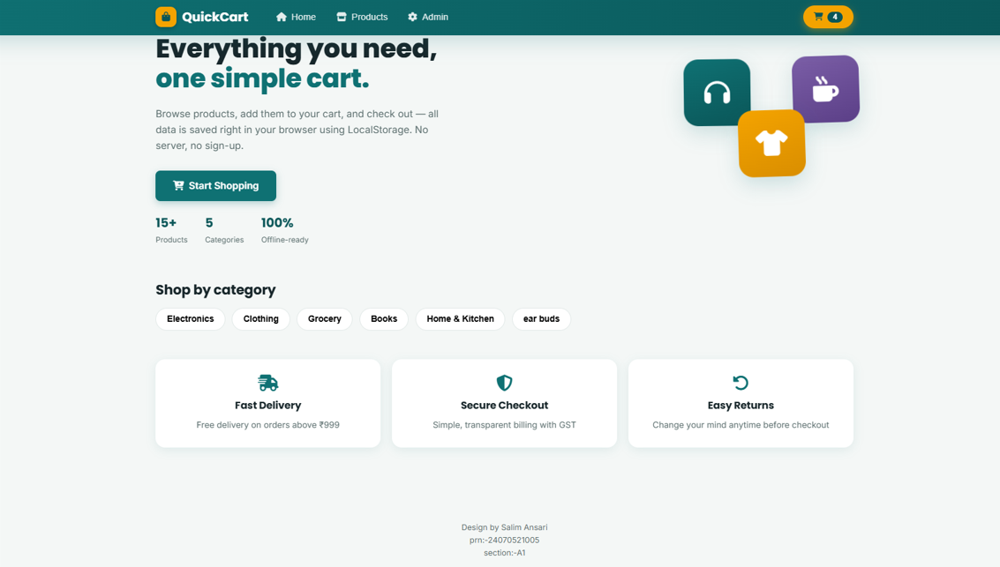 QuickCart
Home
Products
Admin
4
Everything you need,
one simple cart.
Browse products, add them to your cart, and check out — all
data is saved right in your browser using LocalStorage. No
server, no sign-up.
Start Shopping
15+
5
100%
Products
Categories
Offline-ready
Shop by category
Electronics
Clothing
Grocery
Books
Home & Kitchen
ear buds
Fast Delivery
Free delivery on orders above ₹999
Secure Checkout
Simple, transparent billing with GST
Easy Returns
Change your mind anytime before checkout
Design by Salim Ansari
prn:-24070521005
section:-A1